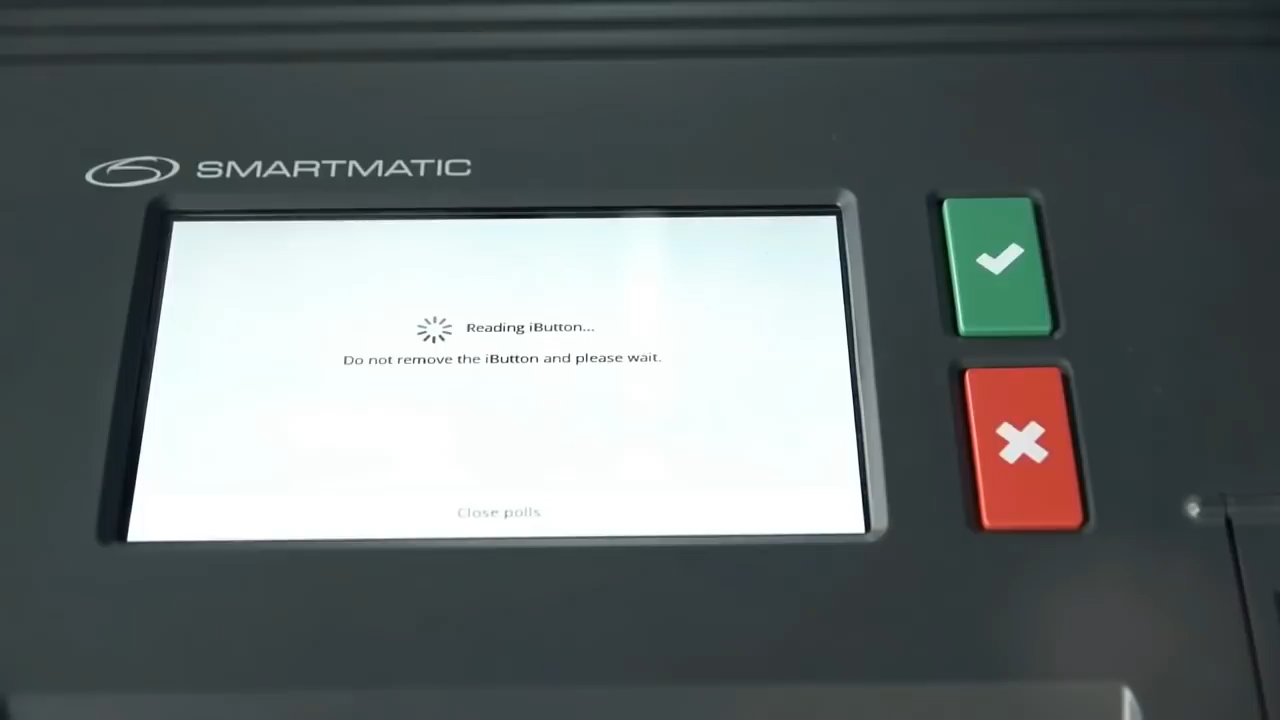 SMARTMATIC
Reading iButton...
Do not remove the iButton and please wait.
Close polls